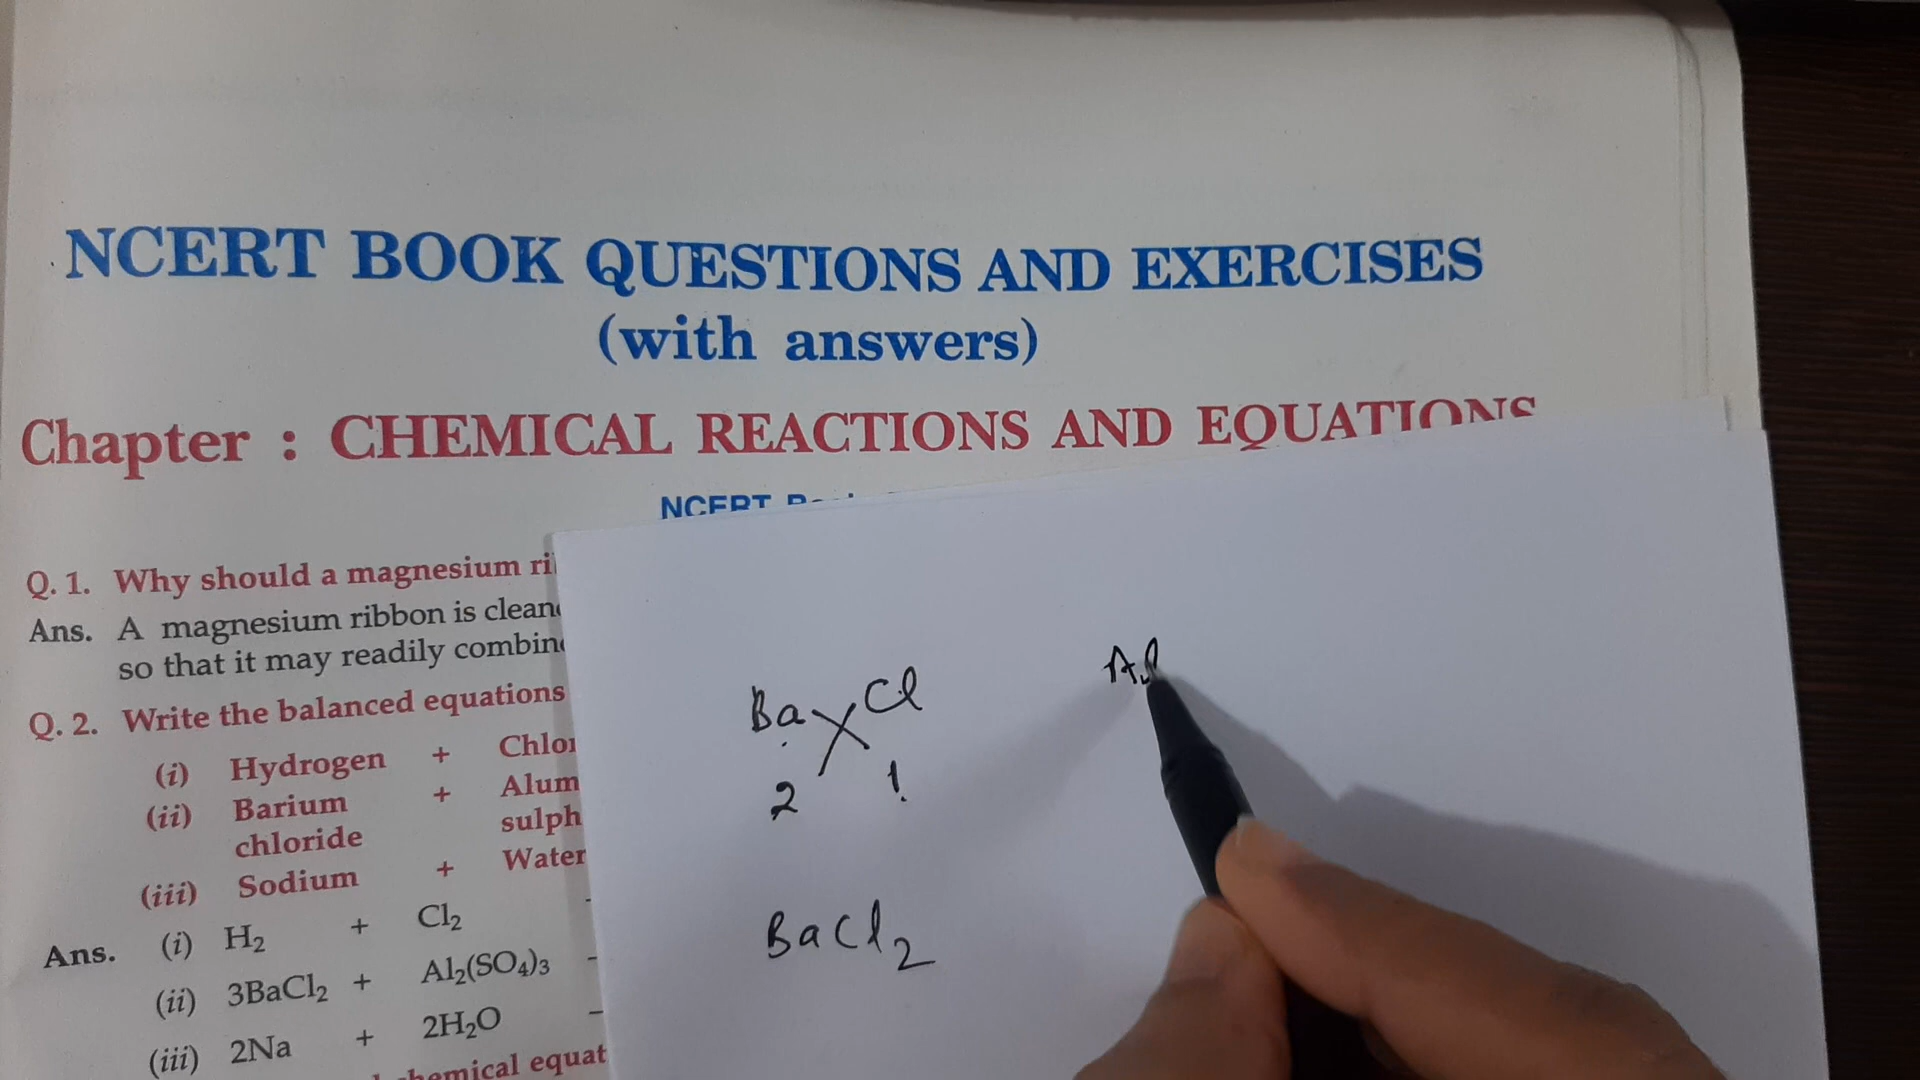 NCERT BOOK QUESTIONS AND EXERCISES
(with answers)
Chapter : CHEMICAL REACTIONS AND EQUATIONS
NCERT
Q. 1. Why should a magnesium ri
Ans. A magnesium ribbon is clean
so that it may readily combin
Q. 2. Write the balanced equations
(i) Hydrogen + Chlor
(ii) Barium + Alum
chloride sulph
(iii) Sodium + Water
Ans. (i) H₂ + Cl₂
(ii) 3BaCl₂ + Al₂(SO₄)₃
(iii) 2Na + 2H₂O
hemical equat
Ba Cl
2 1
BaCl₂
Al